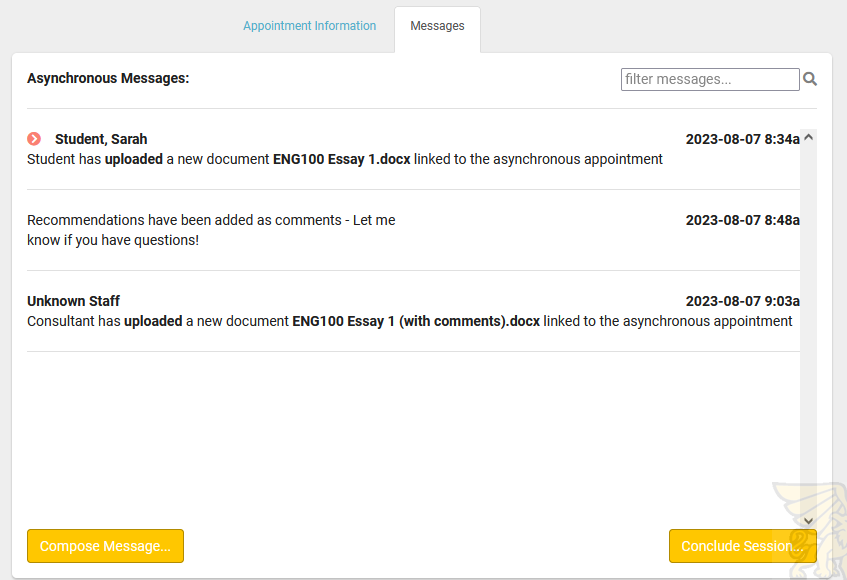 Appointment Information
Messages
Asynchronous Messages:
filter messages...
Student, Sarah
2023-08-07 8:34a
Student has uploaded a new document ENG100 Essay 1.docx linked to the asynchronous appointment
Recommendations have been added as comments - Let me
2023-08-07 8:48a
know if you have questions!
Unknown Staff
2023-08-07 9:03a
Consultant has uploaded a new document ENG100 Essay 1 (with comments).docx linked to the asynchronous appointment
Compose Message...
Conclude Session...